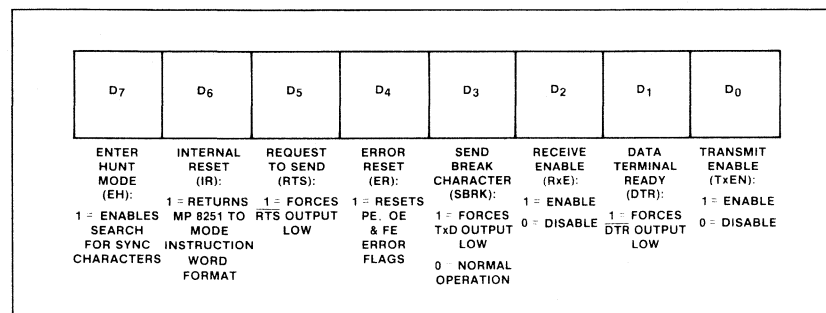 D7 D6 D5 D4 D3 D2 D1 D0
ENTER
HUNT
MODE
(EH):
1 = ENABLES
SEARCH
FOR SYNC
CHARACTERS
INTERNAL
RESET
(IR):
1 = RETURNS
MP 8251 TO
MODE
INSTRUCTION
WORD
FORMAT
REQUEST
TO SEND
(RTS):
1 = FORCES
RTS OUTPUT
LOW
ERROR
RESET
(ER):
1 = RESETS
PE, OE
& FE
ERROR
FLAGS
SEND
BREAK
CHARACTER
(SBRK):
1 = FORCES
TxD OUTPUT
LOW
0 = NORMAL
OPERATION
RECEIVE
ENABLE
(RxE):
1 = ENABLE
0 = DISABLE
DATA
TERMINAL
READY
(DTR):
1 = FORCES
DTR OUTPUT
LOW
TRANSMIT
ENABLE
(TxEN):
1 = ENABLE
0 = DISABLE